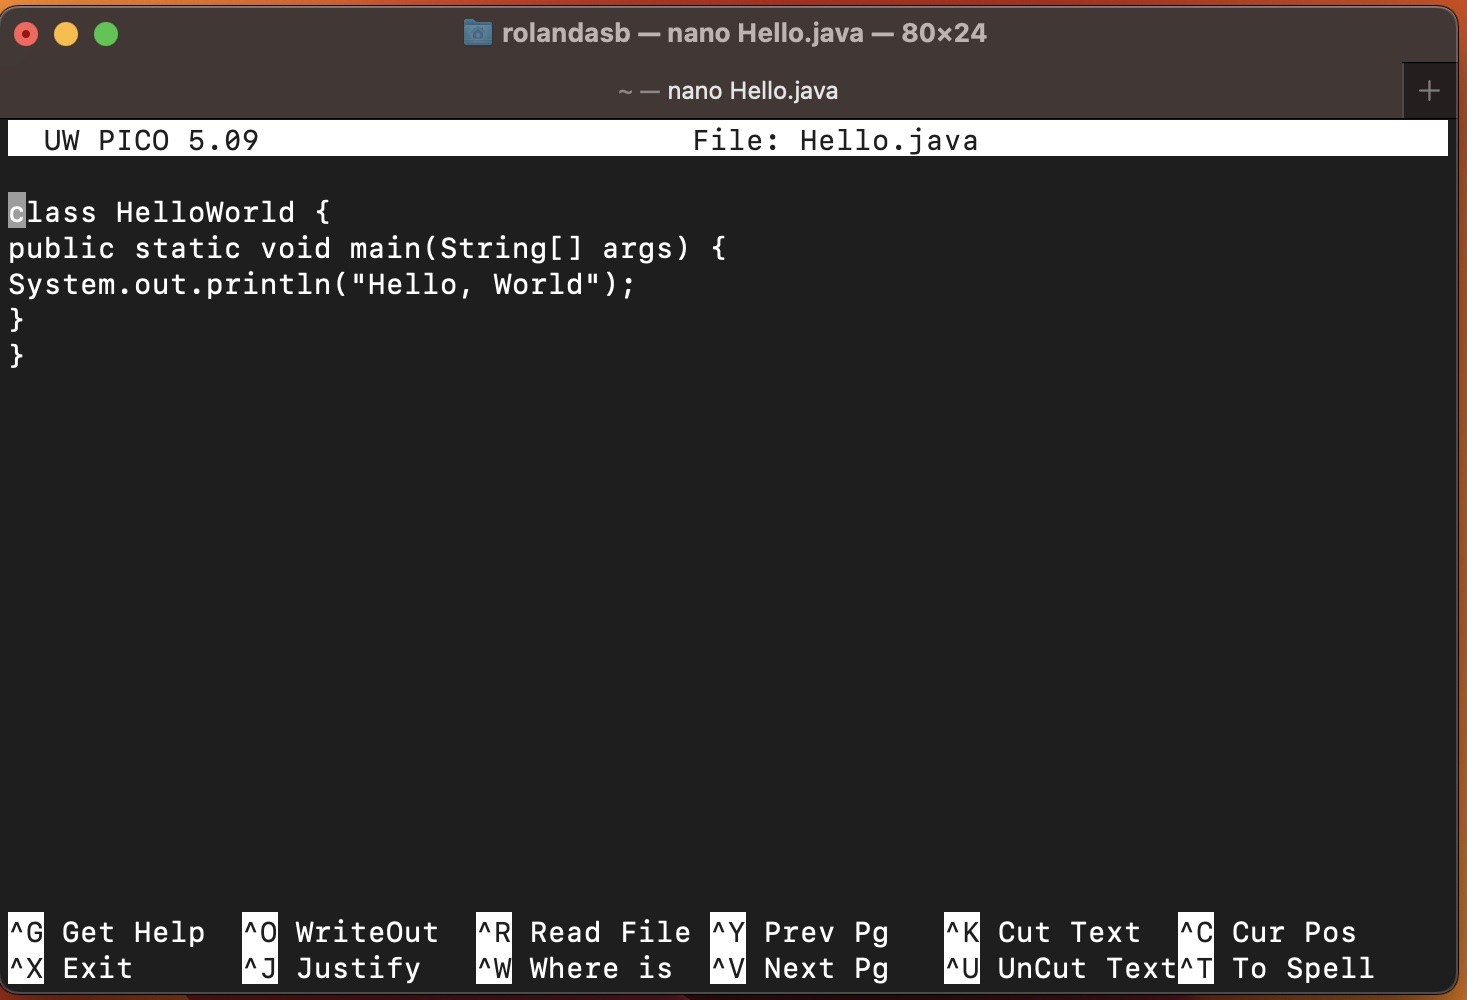 rolandasb — nano Hello.java — 80×24
~ — nano Hello.java
+
UW PICO 5.09 File: Hello.java
class HelloWorld {
public static void main(String[] args) {
System.out.println("Hello, World");
}
}
^G Get Help ^O WriteOut ^R Read File ^Y Prev Pg ^K Cut Text ^C Cur Pos
^X Exit ^J Justify ^W Where is ^V Next Pg ^U UnCut Text^T To Spell